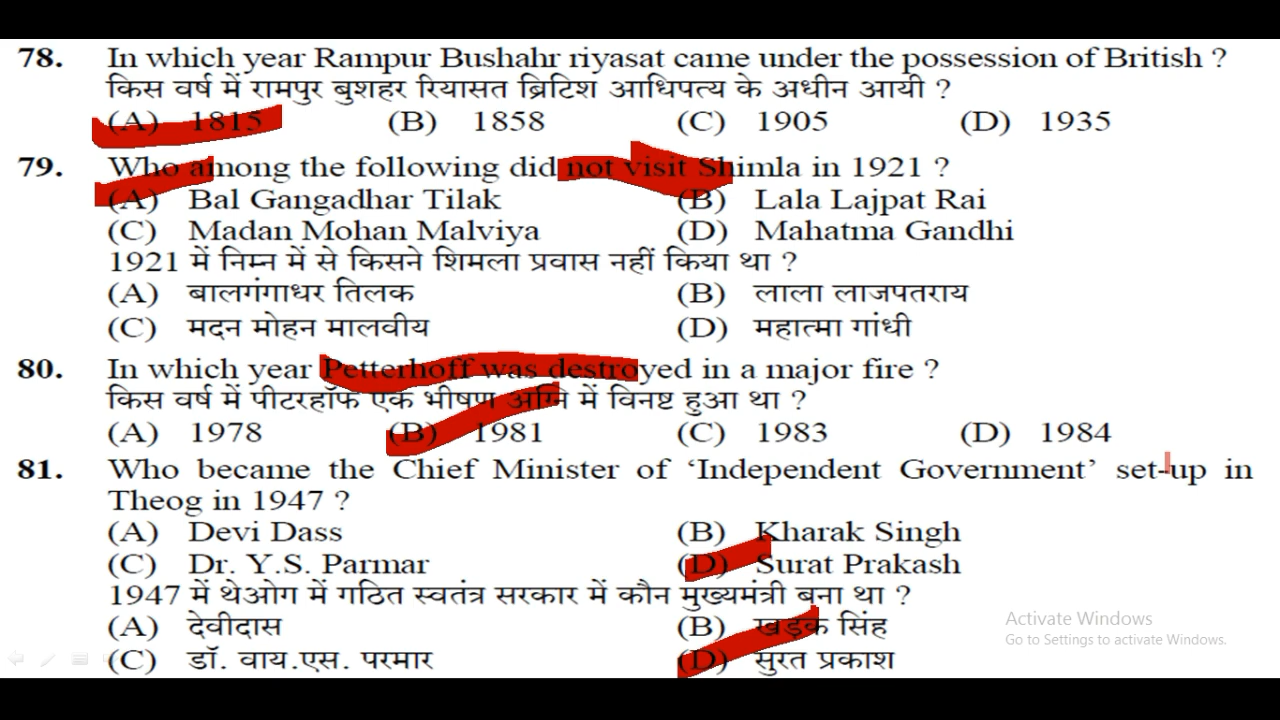 78. In which year Rampur Bushahr riyasat came under the possession of British ?
किस वर्ष में रामपुर बुशहर रियासत ब्रिटिश आधिपत्य के अधीन आयी ?
(A) 1815 (B) 1858 (C) 1905 (D) 1935
79. Who among the following did not visit Shimla in 1921 ?
(A) Bal Gangadhar Tilak (B) Lala Lajpat Rai
(C) Madan Mohan Malviya (D) Mahatma Gandhi
1921 में निम्न में से किसने शिमला प्रवास नहीं किया था ?
(A) बालगंगाधर तिलक (B) लाला लाजपतराय
(C) मदन मोहन मालवीय (D) महात्मा गांधी
80. In which year Petterhoff was destroyed in a major fire ?
किस वर्ष में पीटरहॉफ एक भीषण अग्नि में विनष्ट हुआ था ?
(A) 1978 (B) 1981 (C) 1983 (D) 1984
81. Who became the Chief Minister of ‘Independent Government’ set-up in
Theog in 1947 ?
(A) Devi Dass (B) Kharak Singh
(C) Dr. Y.S. Parmar (D) Surat Prakash
1947 में थेओग में गठित स्वतंत्र सरकार में कौन मुख्यमंत्री बना था ?
(A) देवीदास (B) खड़क सिंह
(C) डॉ. वाय.एस. परमार (D) सुरत प्रकाश
Activate Windows
Go to Settings to activate Windows.